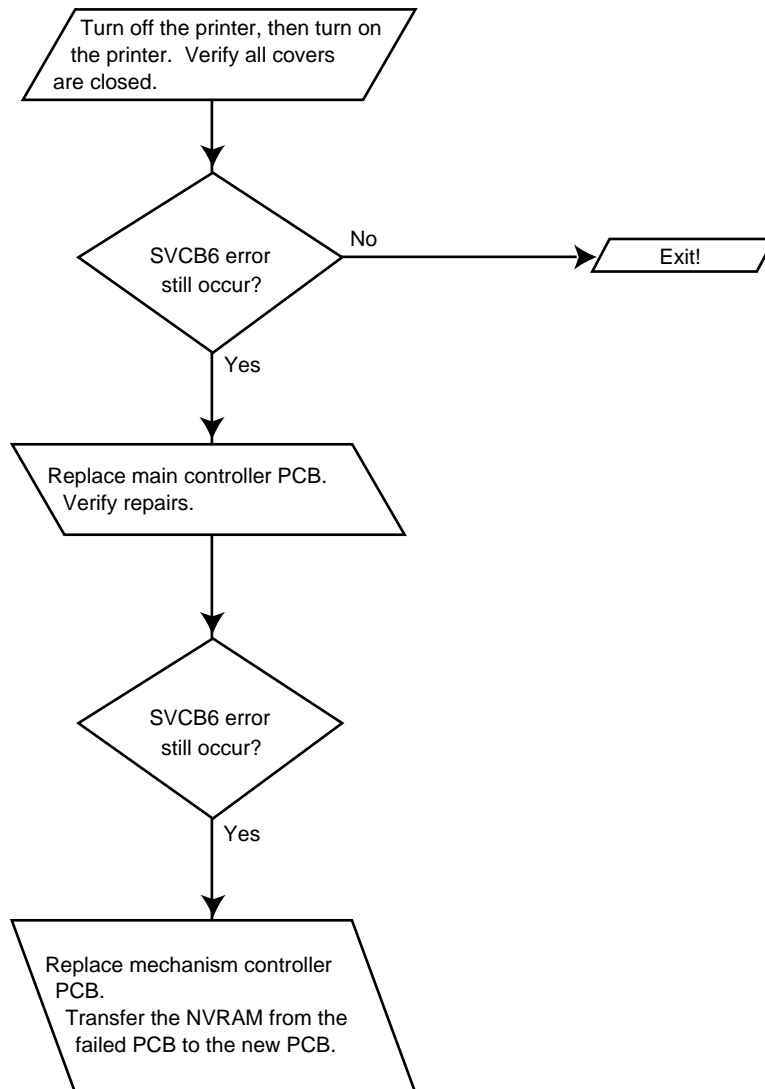 Turn off the printer, then turn on
the printer.  Verify all covers
are closed.
SVCB6 error
still occur?
No
Exit!
Yes
Replace main controller PCB.
Verify repairs.
SVCB6 error
still occur?
Yes
Replace mechanism controller
PCB.
Transfer the NVRAM from the
failed PCB to the new PCB.